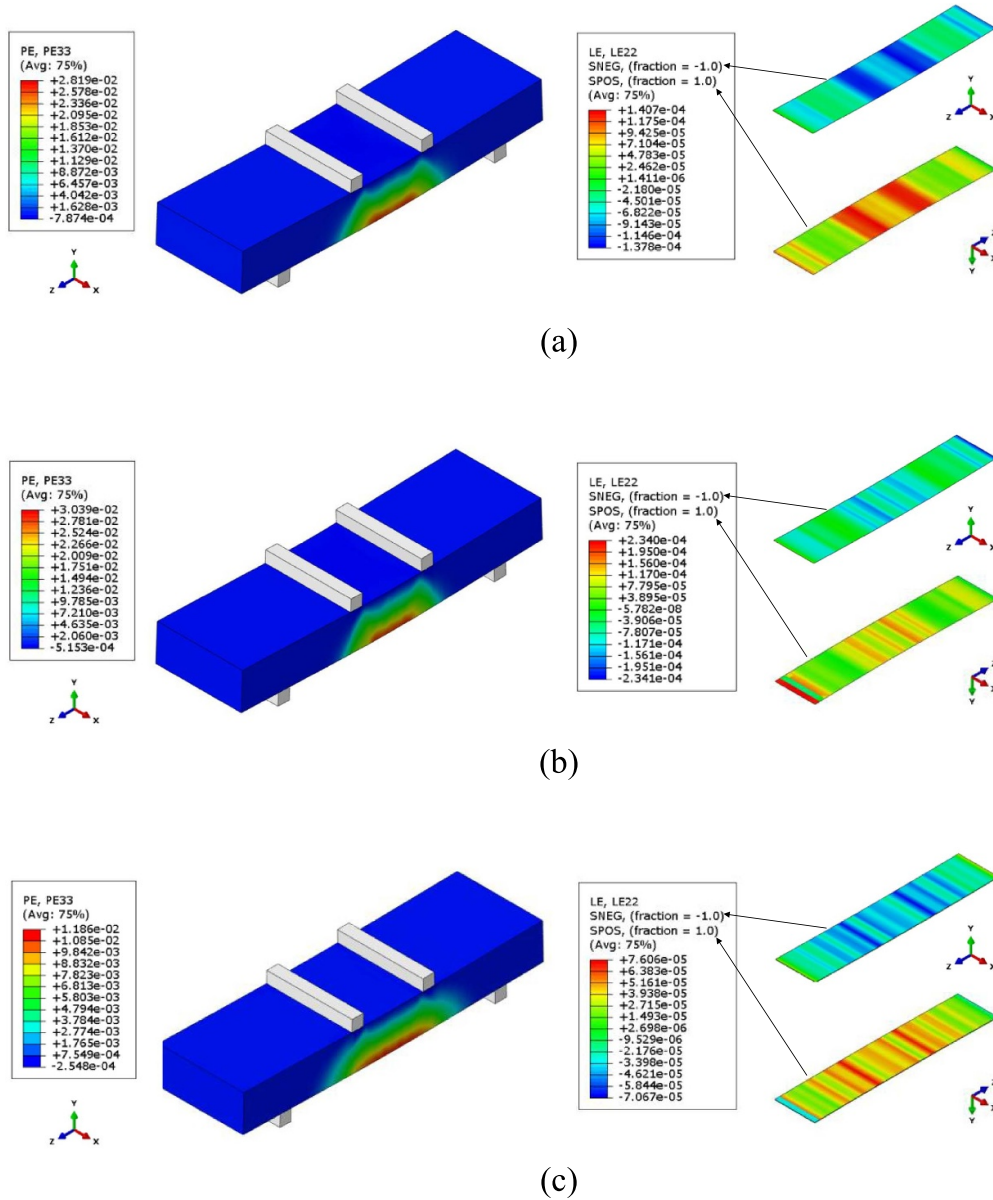 PE, PE33
(Avg: 75%)
+2.819e-02
+2.578e-02
+2.336e-02
+2.095e-02
+1.853e-02
+1.612e-02
+1.370e-02
+1.129e-02
+8.872e-03
+6.457e-03
+4.042e-03
+1.628e-03
-7.874e-04
Y
Z
X
LE, LE22
SNEG, (fraction = -1.0)
SPOS, (fraction = 1.0)
(Avg: 75%)
+1.407e-04
+1.175e-04
+9.425e-05
+7.104e-05
+4.783e-05
+2.462e-05
+1.411e-06
-2.180e-05
-4.501e-05
-6.822e-05
-9.143e-05
-1.146e-04
-1.378e-04
Y
Z
X
Z
X
Y
(a)
PE, PE33
(Avg: 75%)
+3.039e-02
+2.781e-02
+2.524e-02
+2.266e-02
+2.009e-02
+1.751e-02
+1.494e-02
+1.236e-02
+9.785e-03
+7.210e-03
+4.635e-03
+2.060e-03
-5.153e-04
Y
Z
X
LE, LE22
SNEG, (fraction = -1.0)
SPOS, (fraction = 1.0)
(Avg: 75%)
+2.340e-04
+1.950e-04
+1.560e-04
+1.170e-04
+7.795e-05
+3.895e-05
-5.782e-08
-3.906e-05
-7.807e-05
-1.171e-04
-1.561e-04
-1.951e-04
-2.341e-04
Y
Z
X
Z
X
Y
(b)
PE, PE33
(Avg: 75%)
+1.186e-02
+1.085e-02
+9.842e-03
+8.832e-03
+7.823e-03
+6.813e-03
+5.803e-03
+4.794e-03
+3.784e-03
+2.774e-03
+1.765e-03
+7.549e-04
-2.548e-04
Y
Z
X
LE, LE22
SNEG, (fraction = -1.0)
SPOS, (fraction = 1.0)
(Avg: 75%)
+7.606e-05
+6.383e-05
+5.161e-05
+3.938e-05
+2.715e-05
+1.493e-05
+2.698e-06
-9.529e-06
-2.176e-05
-3.398e-05
-4.621e-05
-5.844e-05
-7.067e-05
Y
Z
X
Z
X
Y
(c)